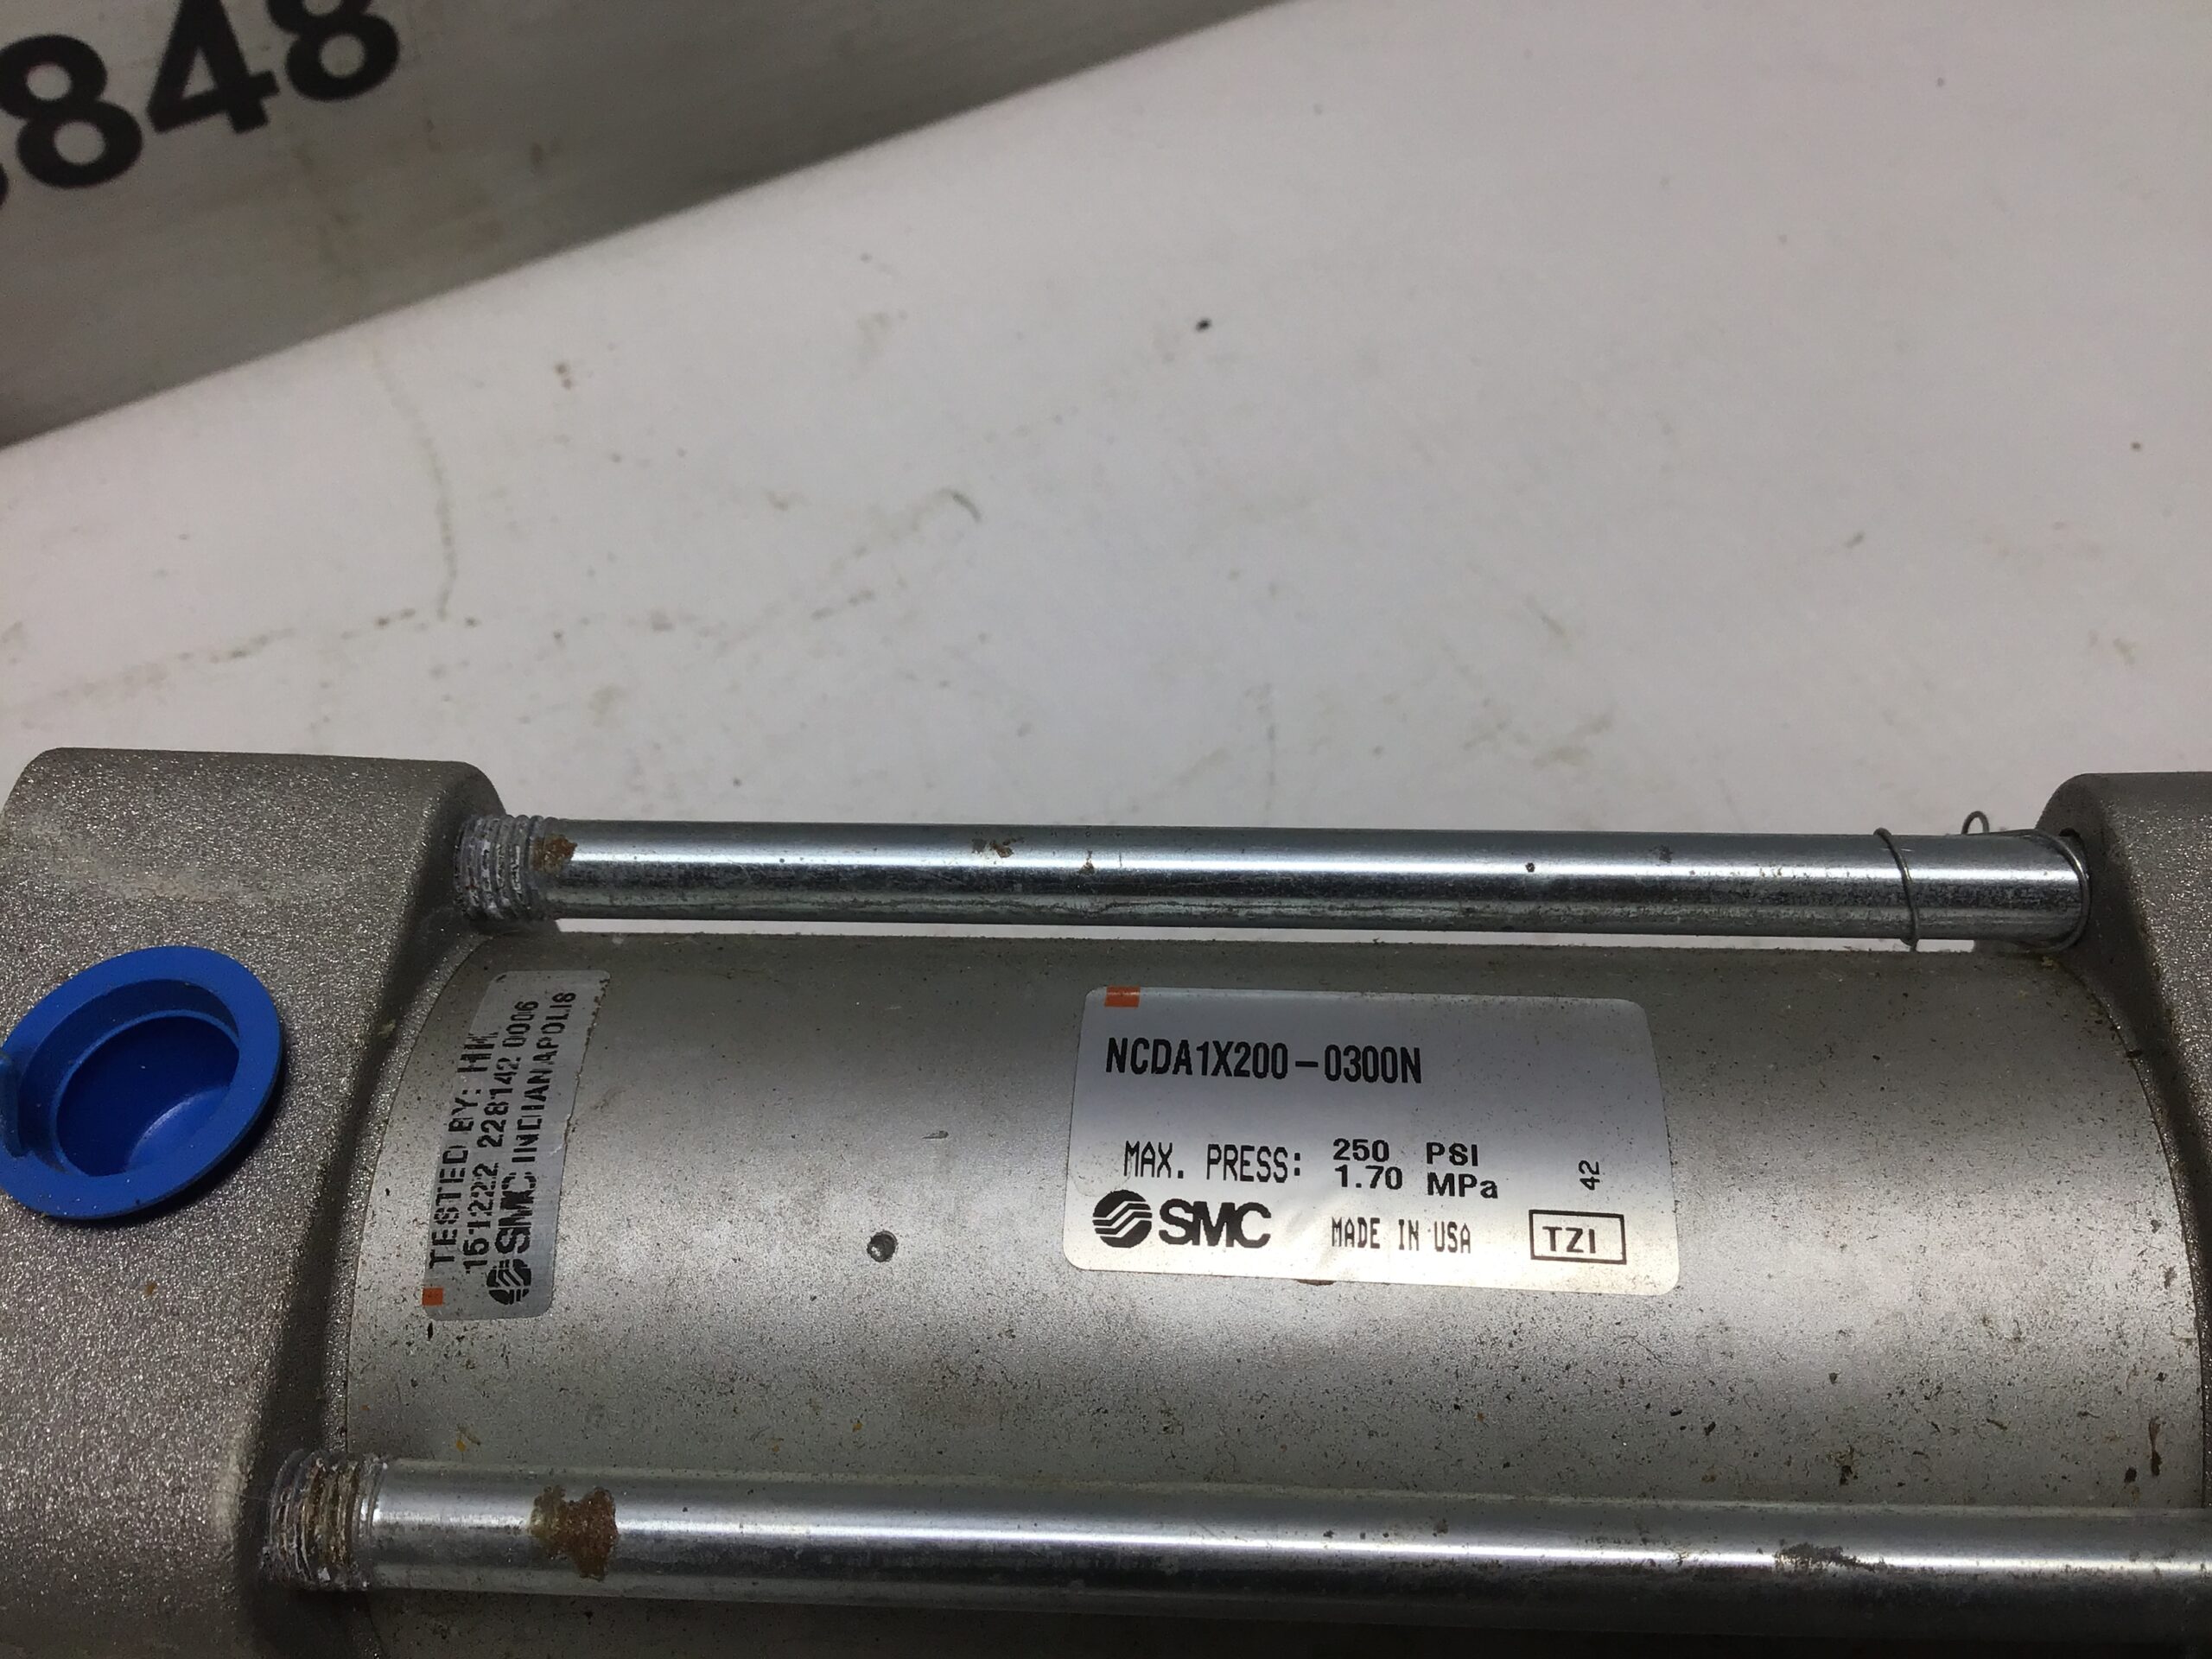 848
TESTED BY: HK
151222 228142 0006
SMC INDIANAPOLIS
NCDA1X200-0300N
MAX. PRESS: 250 PSI
1.70 MPa
42
SMC MADE IN USA TZI